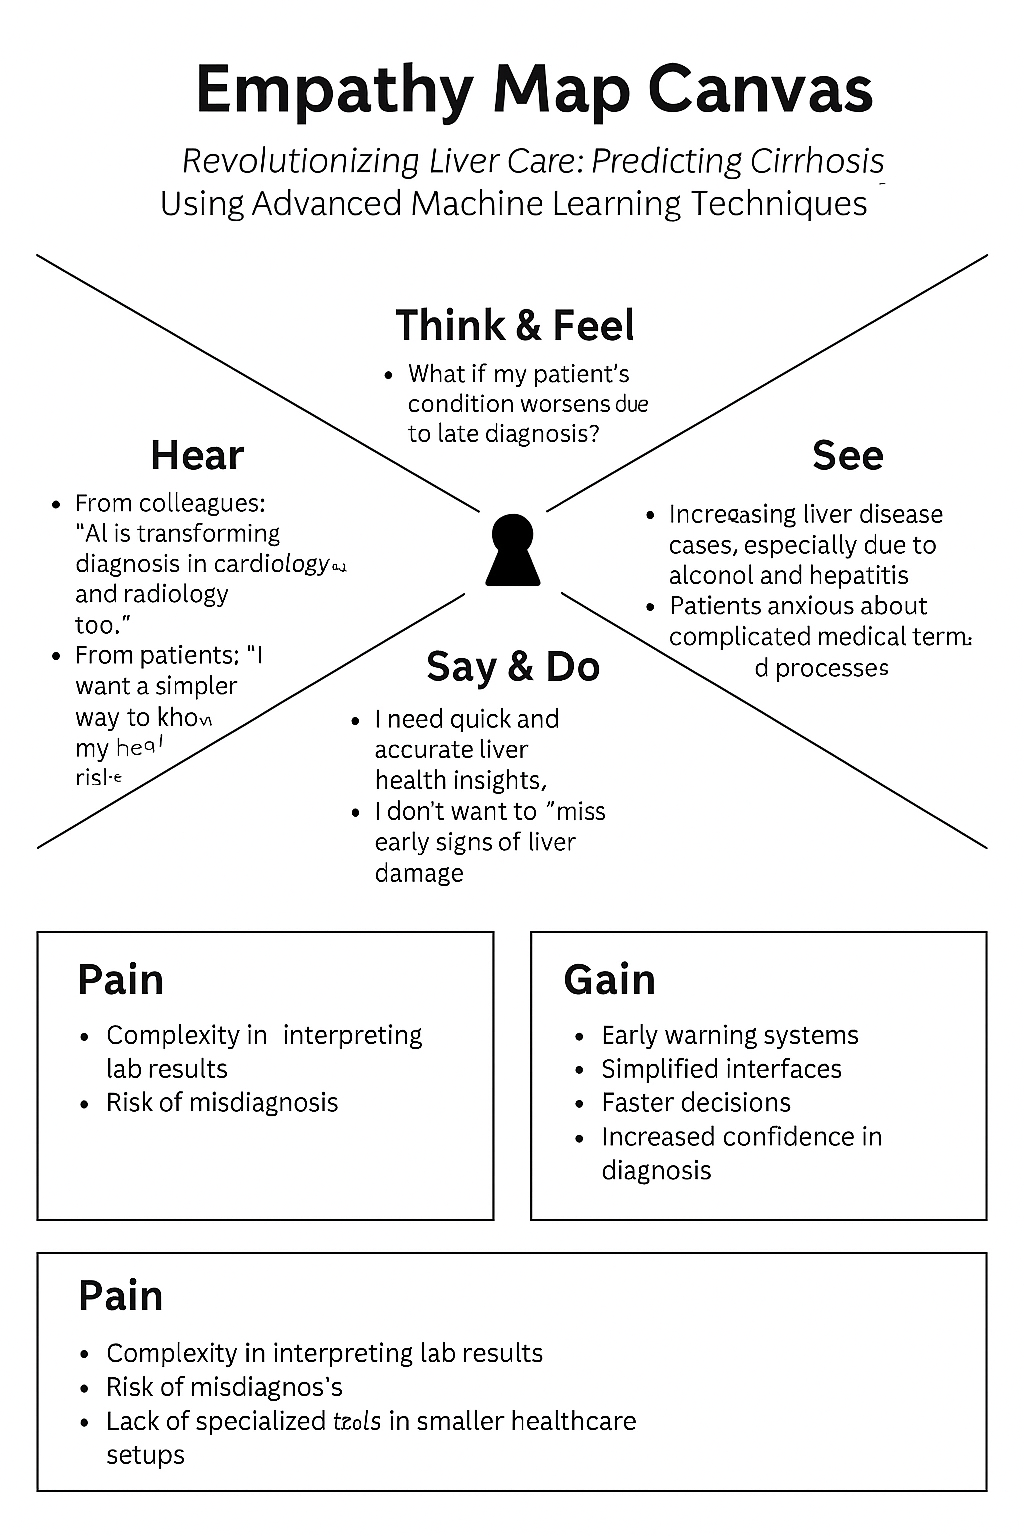 Empathy Map Canvas
Revolutionizing Liver Care: Predicting Cirrhosis
Using Advanced Machine Learning Techniques
Think & Feel
• What if my patient's
condition worsens due
to late diagnosis?
Hear
• From colleagues:
"AI is transforming
diagnosis in cardiology
and radiology
too."
• From patients: "I
want a simpler
way to
my
See
• Increasing liver disease
cases, especially due to
alconol and hepatitis
• Patients anxious about
complicated medical
d processes
Say & Do
• I need quick and
accurate liver
health insights,
• I don't want to "miss
early signs of liver
damage
Pain
• Complexity in interpreting
lab results
• Risk of misdiagnosis
Gain
• Early warning systems
• Simplified interfaces
• Faster decisions
• Increased confidence in
diagnosis
Pain
• Complexity in interpreting lab results
• Risk of misdiagnos's
• Lack of specialized in smaller healthcare
setups